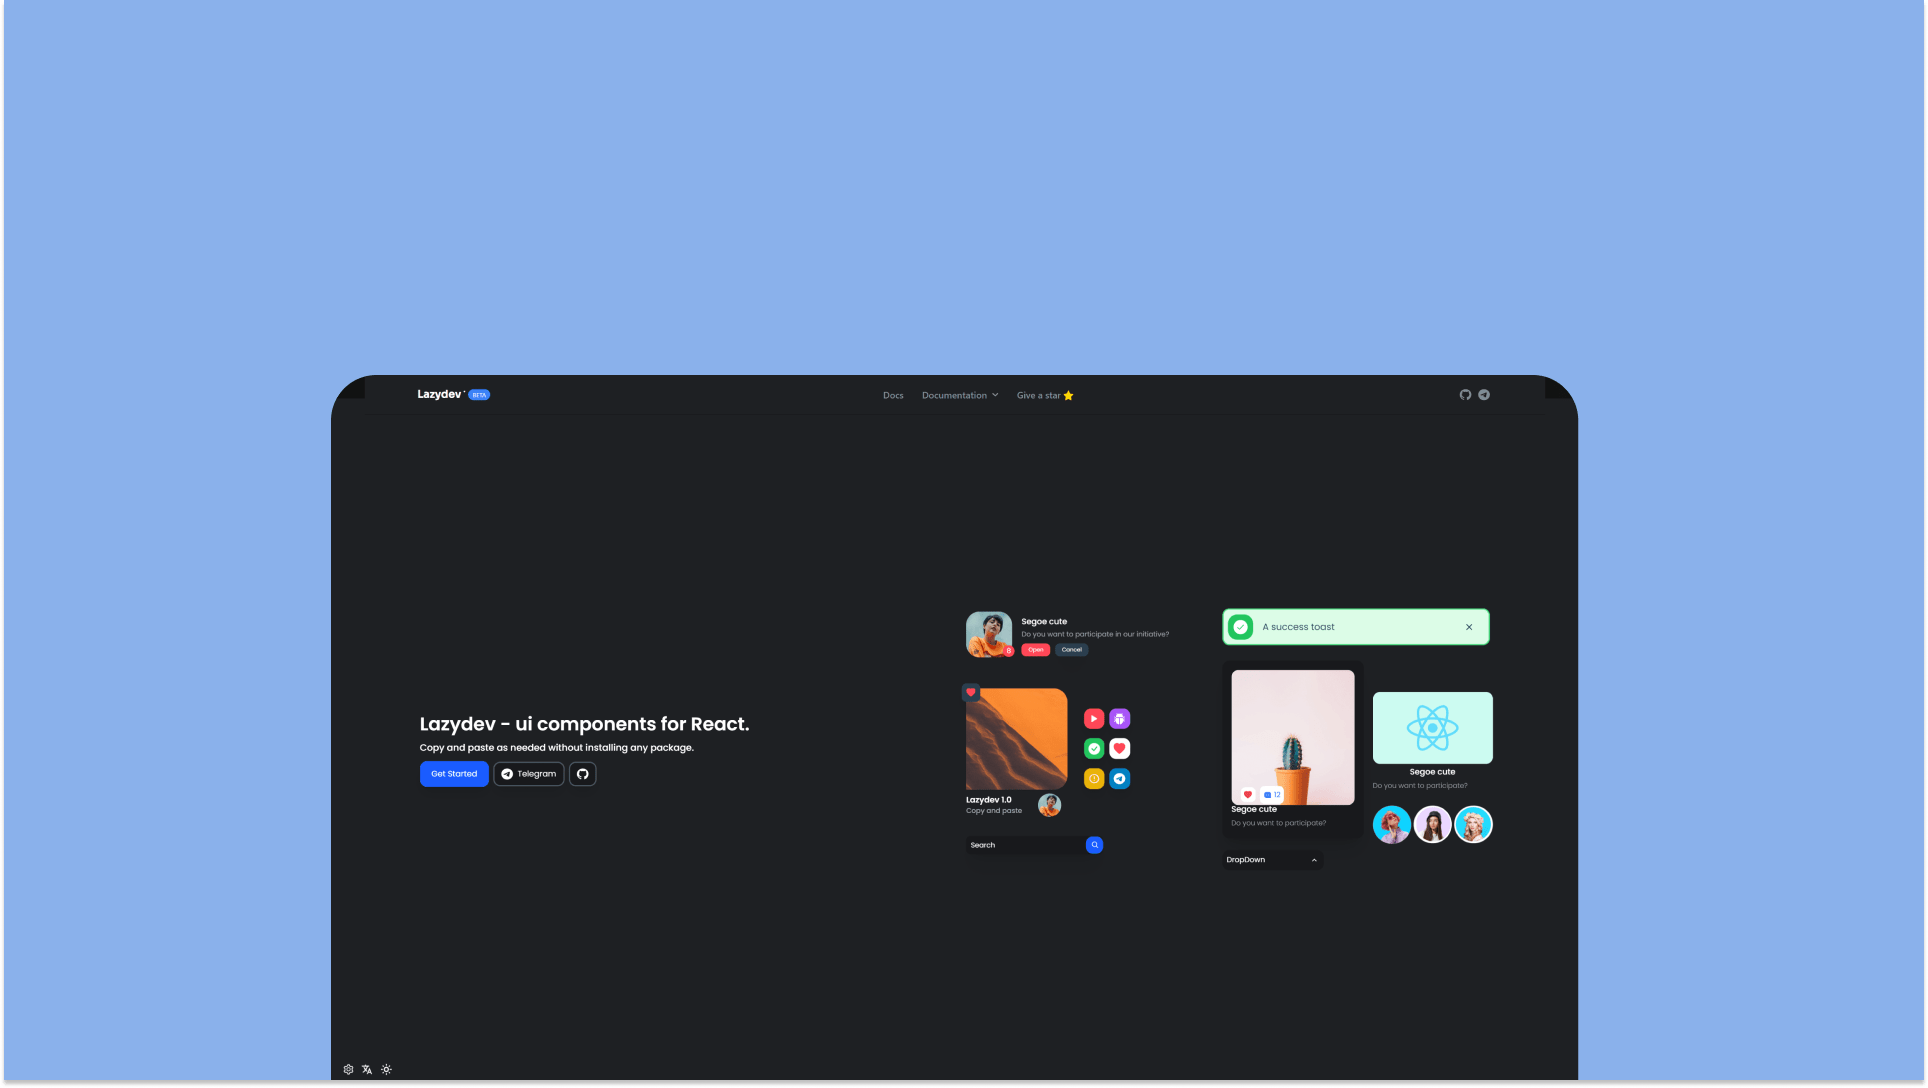 Lazydev
BETA
Docs
Documentation
Give a star
Lazydev - ui components for React.
Copy and paste as needed without installing any package.
Get Started
Telegram
Segoe cute
Do you want to participate in our initiative?
8
Open
Cancel
Lazydev 1.0
Copy and paste
Search
A success toast
12
Segoe cute
Do you want to participate?
DropDown
Segoe cute
Do you want to participate?